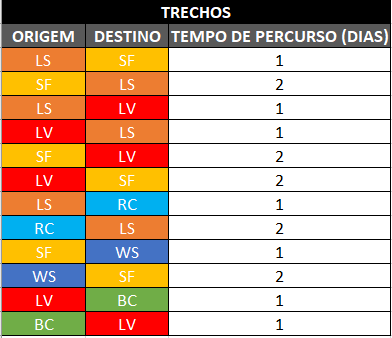 TRECHOS
ORIGEM DESTINO TEMPO DE PERCURSO (DIAS)
LS SF 1
SF LS 2
LS LV 1
LV LS 1
SF LV 2
LV SF 2
LS RC 1
RC LS 2
SF WS 1
WS SF 2
LV BC 1
BC LV 1